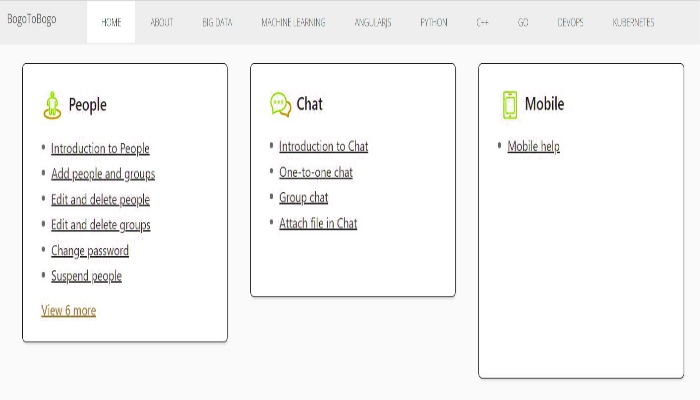 BogoToBogo HOME ABOUT BIG DATA MACHINE LEARNING ANGULARJS PYTHON C++ GO DEVOPS KUBERNETES
People
Introduction to People
Add people and groups
Edit and delete people
Edit and delete groups
Change password
Suspend people
View 6 more
Chat
Introduction to Chat
One-to-one chat
Group chat
Attach file in Chat
Mobile
Mobile help